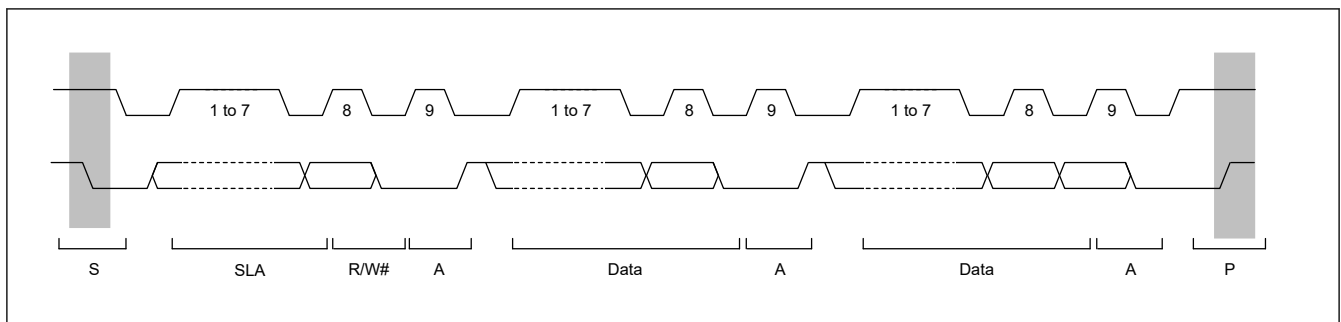 1 to 7 8 9 1 to 7 8 9 1 to 7 8 9
S SLA R/W# A Data A Data A P